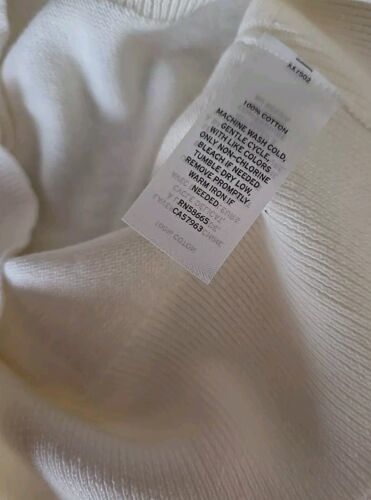 100% COTTON
MACHINE WASH COLD,
GENTLE CYCLE,
WITH LIKE COLORS
ONLY NON-CHLORINE
BLEACH IF NEEDED
TUMBLE DRY LOW,
REMOVE PROMPTLY
WARM IRON IF
NEEDED
RN58665
CA57963